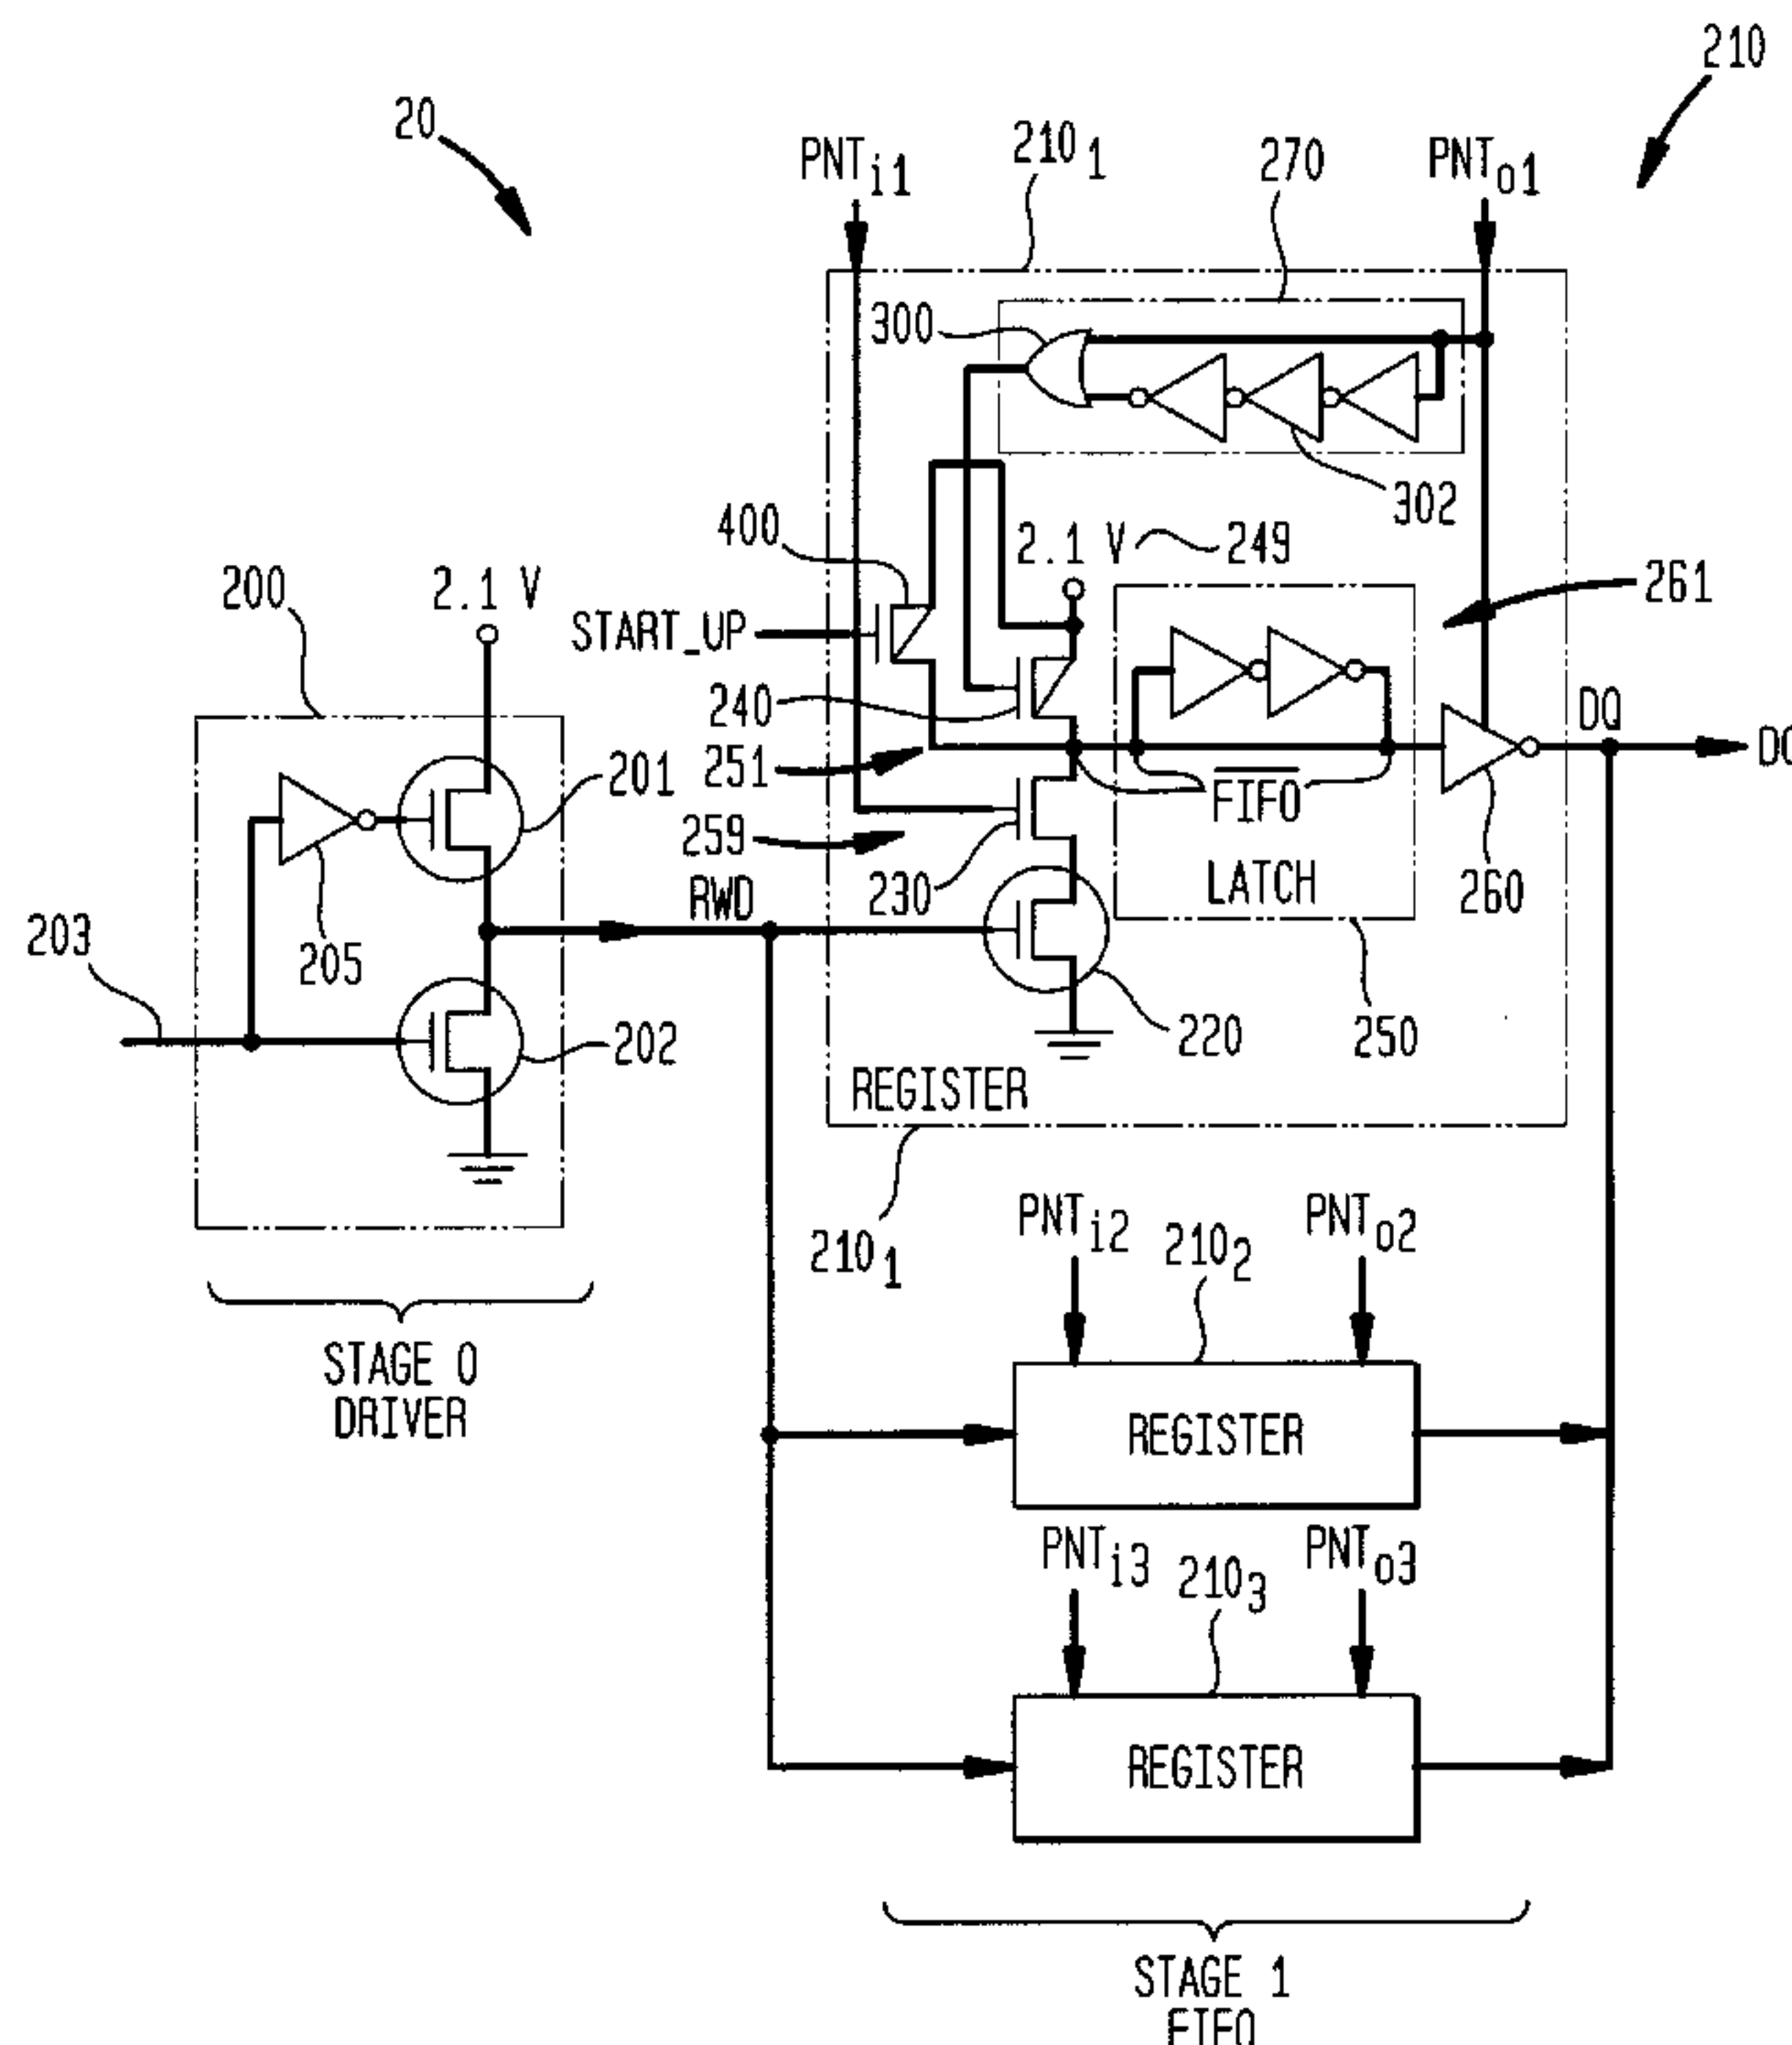 210
20
PNTi1
2101
270
PNTo1
300
302
400
2.1 V
249
261
200
2.1 V
START_UP
240
251
DQ
DQ
201
FIFO
259
230
LATCH
260
RWD
203
205
202
220
250
REGISTER
2101
PNTi2
2102
PNTo2
STAGE 0
DRIVER
REGISTER
PNTi3
2103
PNTo3
REGISTER
STAGE 1
FIFO